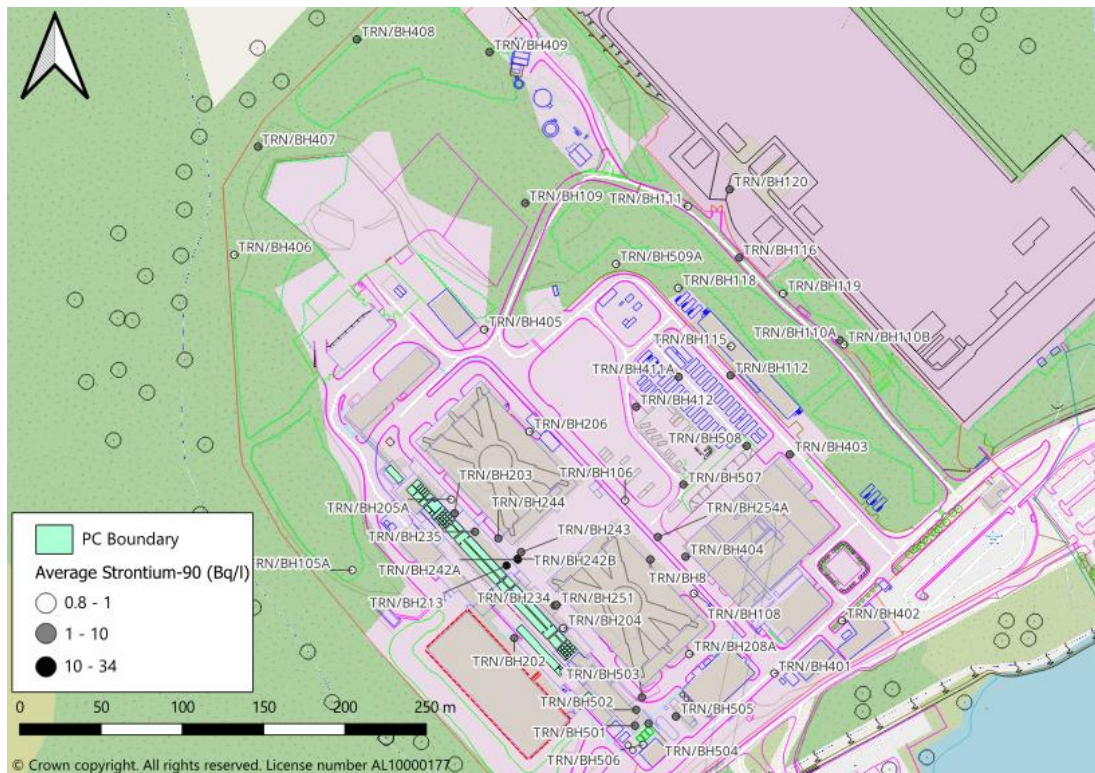 TRN/BH408
TRN/BH409
TRN/BH407
TRN/BH120
TRN/BH109
TRN/BH111
TRN/BH406
TRN/BH116
TRN/BH509A
TRN/BH118
TRN/BH119
TRN/BH405
TRN/BH110A
TRN/BH110B
TRN/BH115
TRN/BH411A
TRN/BH112
TRN/BH412
TRN/BH206
TRN/BH508
TRN/BH403
TRN/BH203
TRN/BH106
TRN/BH507
TRN/BH244
TRN/BH205A
TRN/BH243
TRN/BH254A
TRN/BH235
TRN/BH105A
TRN/BH242A
TRN/BH242B
TRN/BH404
TRN/BH8
TRN/BH234
TRN/BH251
TRN/BH213
TRN/BH204
TRN/BH108
TRN/BH402
TRN/BH202
TRN/BH208A
TRN/BH503
TRN/BH401
TRN/BH502
TRN/BH505
TRN/BH501
TRN/BH504
TRN/BH506
PC Boundary
Average Strontium-90 (Bq/l)
0.8 - 1
1 - 10
10 - 34
0 50 100 150 200 250 m
© Crown copyright. All rights reserved. License number AL10000177